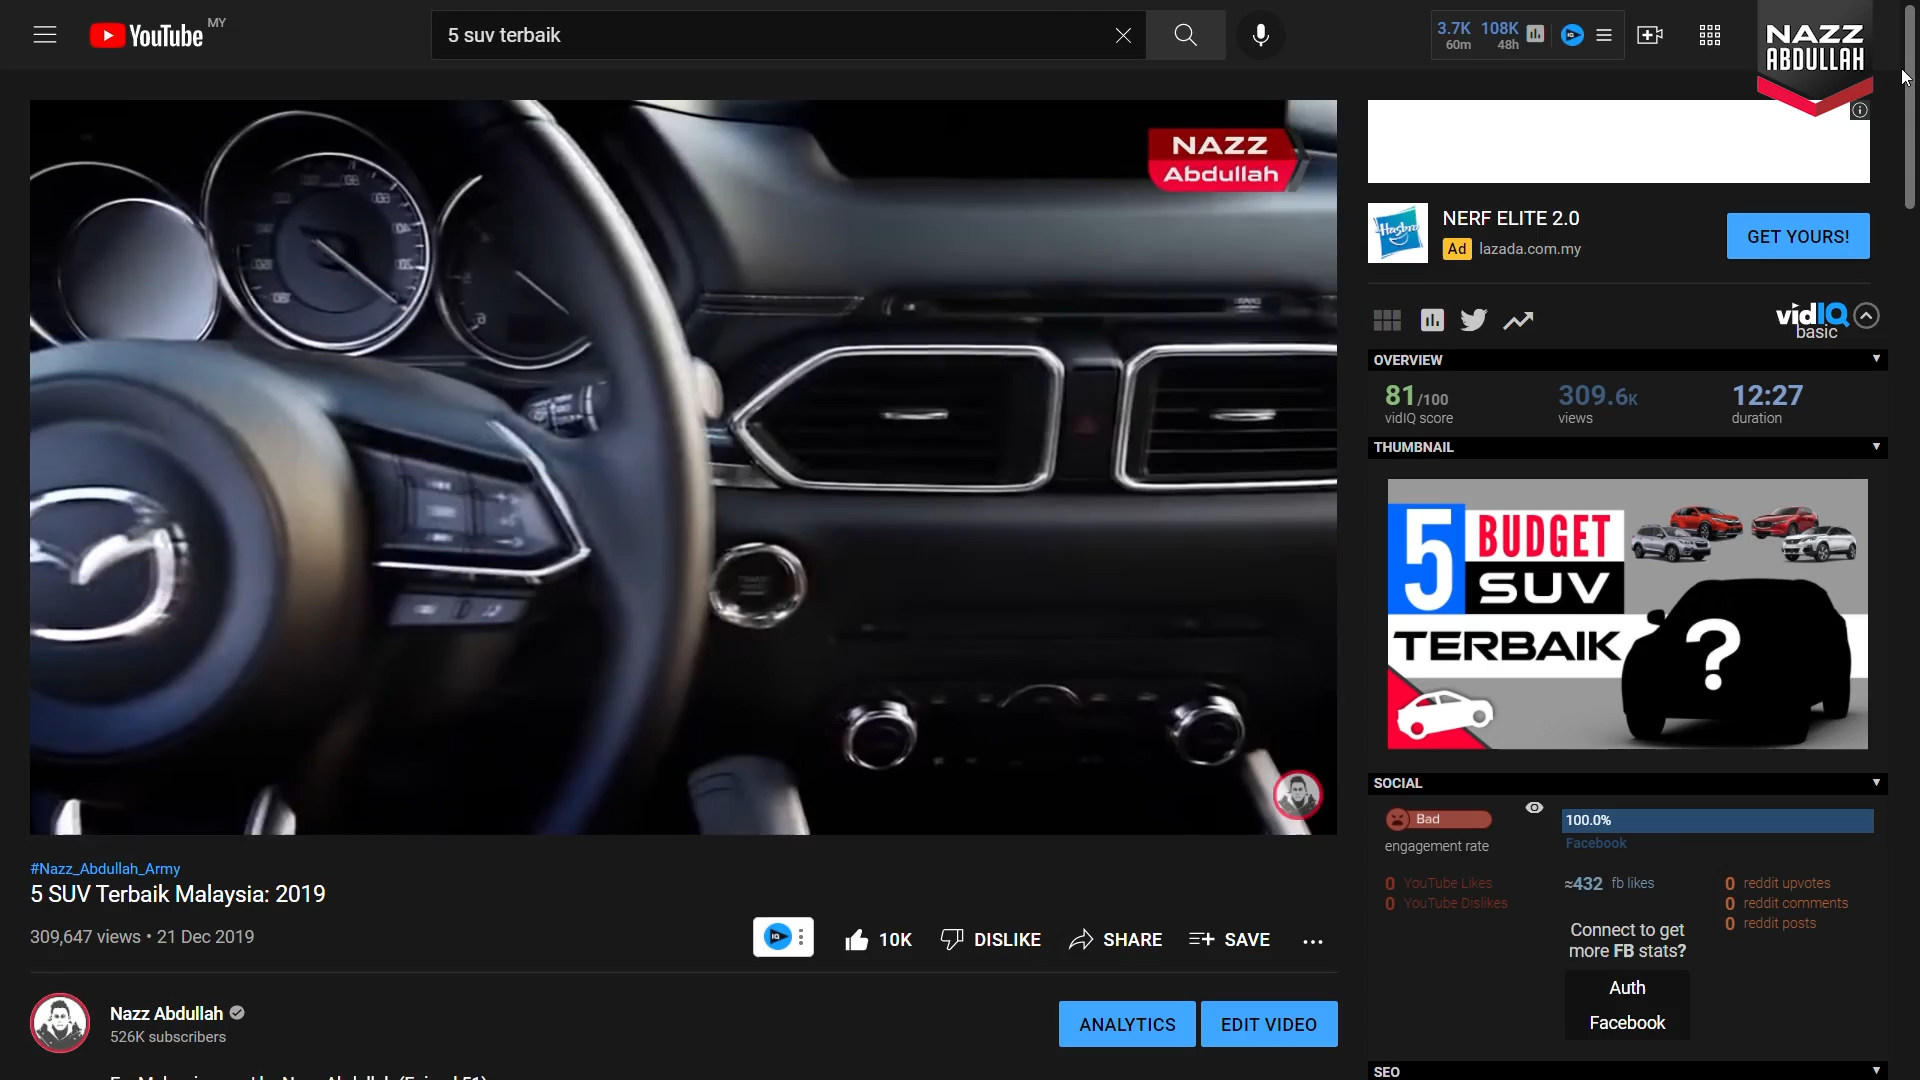 YouTube MY
5 suv terbaik
3.7K 108K
60m 48h
NAZZ
ABDULLAH
NAZZ
Abdullah
Hasbro
NERF ELITE 2.0
Ad lazada.com.my
GET YOURS!
vidIQ
basic
OVERVIEW
81/100 309.6K 12:27
vidIQ score views duration
THUMBNAIL
5 BUDGET
SUV
TERBAIK
?
SOCIAL
Bad
engagement rate
100.0%
Facebook
0 YouTube Likes
0 YouTube Dislikes
≈432 fb likes
0 reddit upvotes
0 reddit comments
0 reddit posts
Connect to get
more FB stats?
Auth
Facebook
SEO
#Nazz_Abdullah_Army
5 SUV Terbaik Malaysia: 2019
309,647 views • 21 Dec 2019
10K DISLIKE SHARE SAVE
Nazz Abdullah
526K subscribers
ANALYTICS EDIT VIDEO